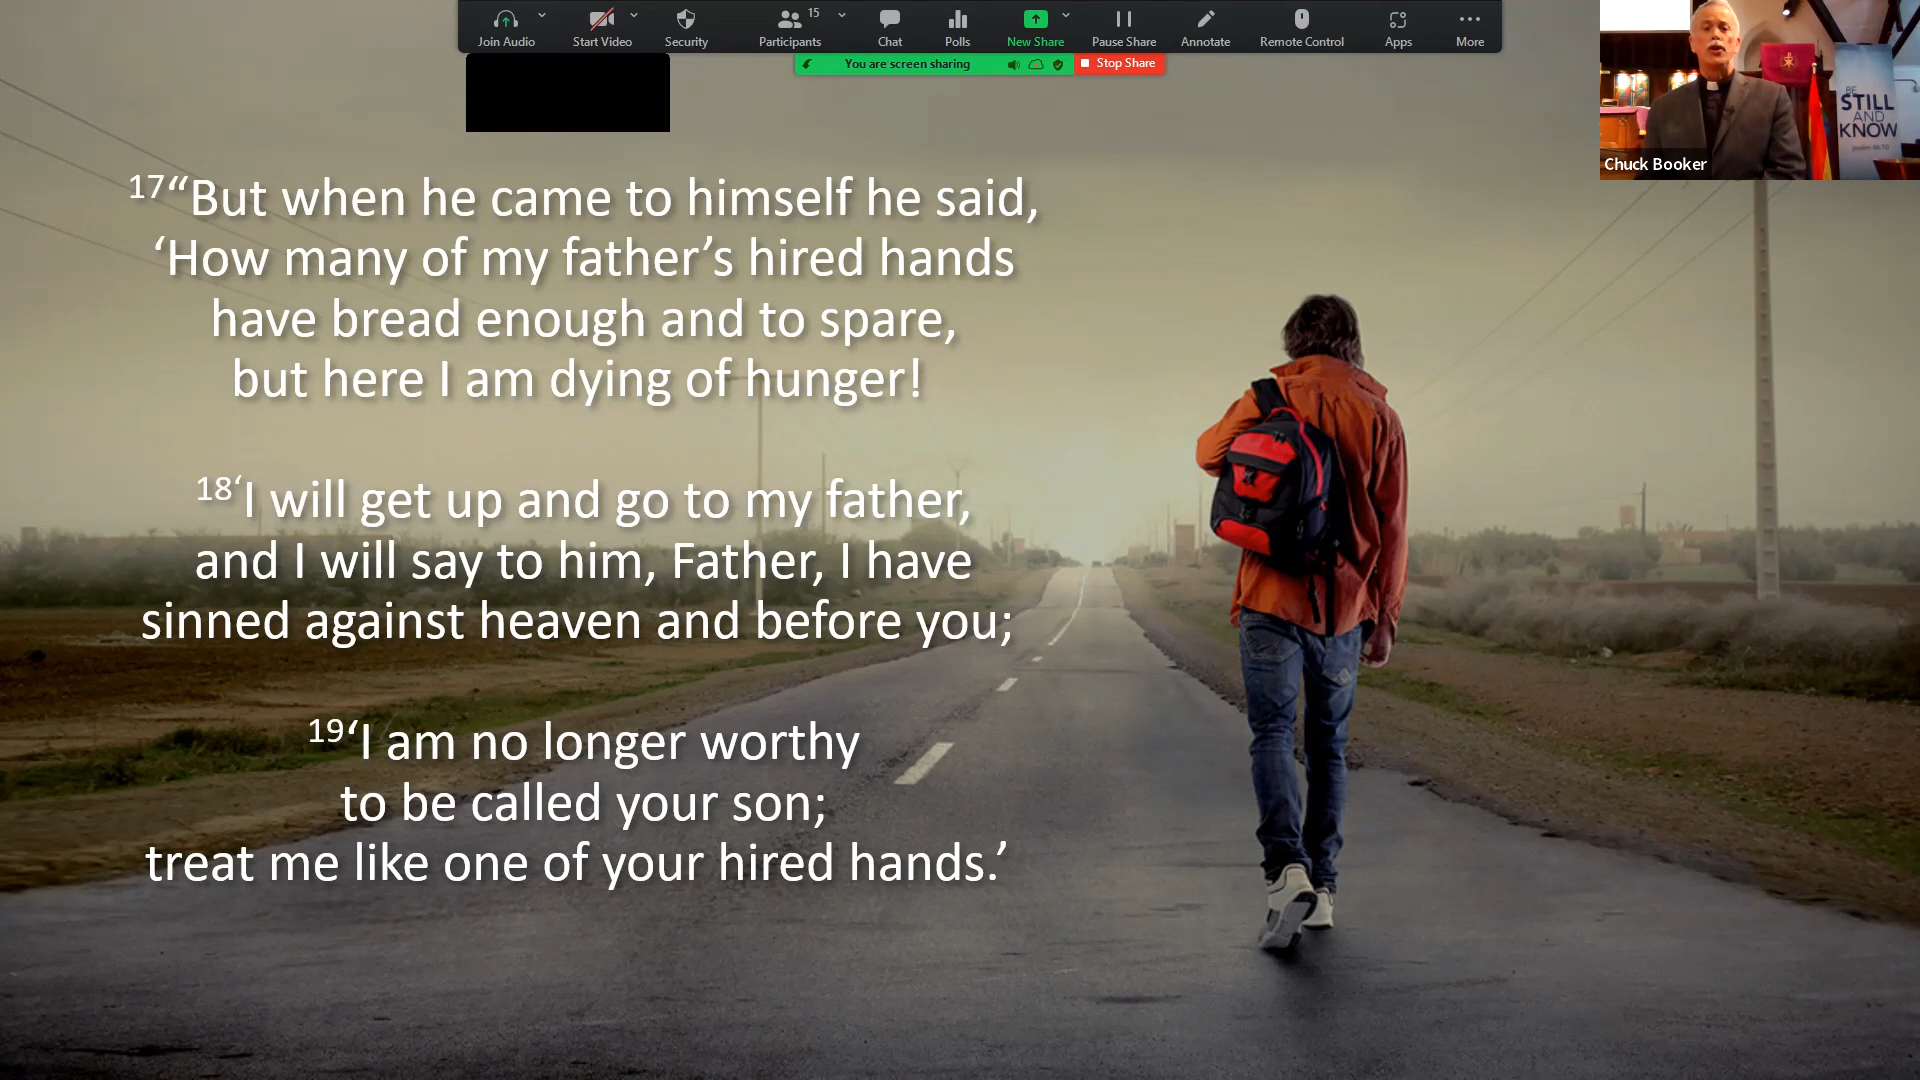 Join Audio
Start Video
Security
Participants
15
Chat
Polls
New Share
Pause Share
Annotate
Remote Control
Apps
More
You are screen sharing
Stop Share
BE
STILL
AND
KNOW
psalm 46:10
Chuck Booker
17“But when he came to himself he said,
‘How many of my father’s hired hands
have bread enough and to spare,
but here I am dying of hunger!
18‘I will get up and go to my father,
and I will say to him, Father, I have
sinned against heaven and before you;
19‘I am no longer worthy
to be called your son;
treat me like one of your hired hands.’